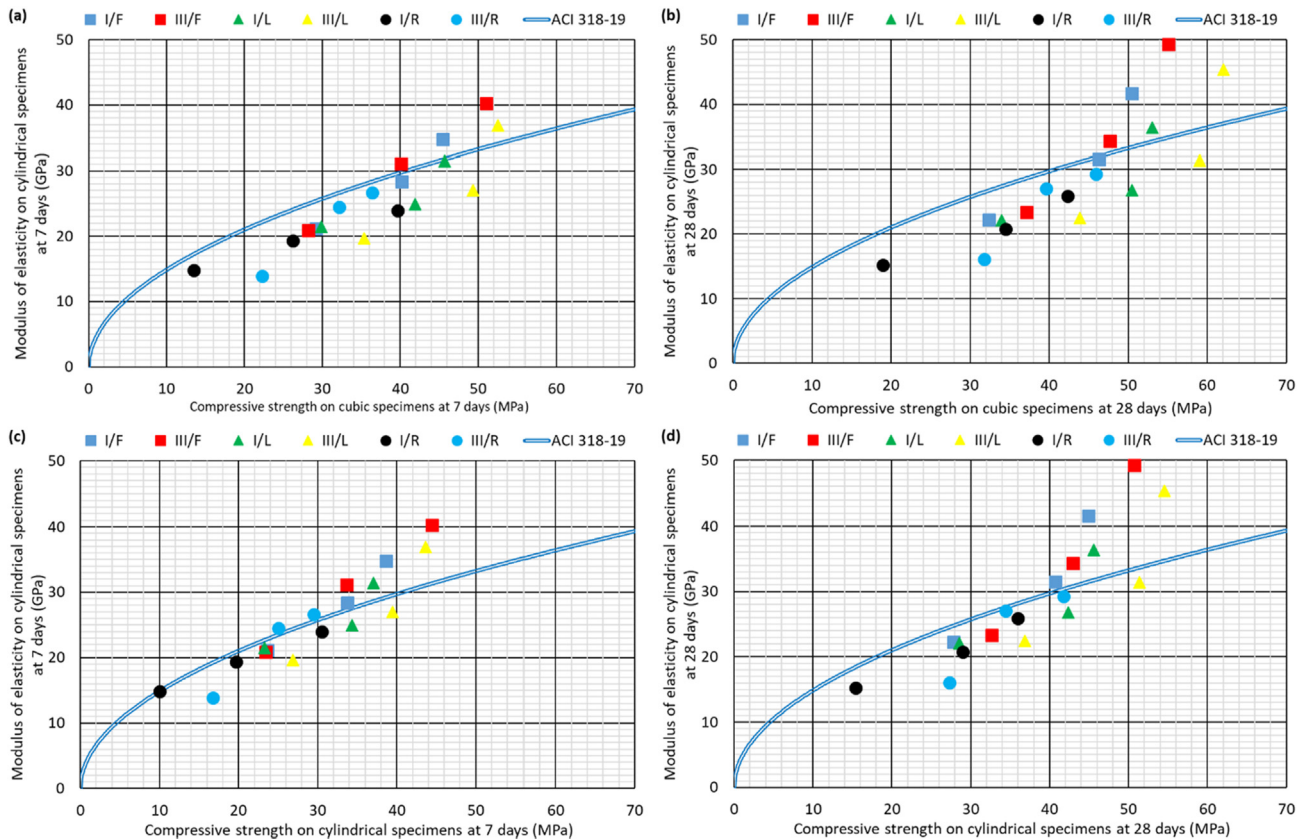 (a)
I/F III/F I/L III/L I/R III/R ACI 318-19
50
40
30
20
10
0
Modulus of elasticity on cylindrical specimens
at 7 days (GPa)
0 10 20 30 40 50 60 70
Compressive strength on cubic specimens at 7 days (MPa)
(b)
I/F III/F I/L III/L I/R III/R ACI 318-19
50
40
30
20
10
0
Modulus of elasticity on cylindrical specimens
at 28 days (GPa)
0 10 20 30 40 50 60 70
Compressive strength on cubic specimens at 28 days (MPa)
(c)
I/F III/F I/L III/L I/R III/R ACI 318-19
50
40
30
20
10
0
Modulus of elasticity on cylindrical specimens
at 7 days (GPa)
0 10 20 30 40 50 60 70
Compressive strength on cylindrical specimens at 7 days (MPa)
(d)
I/F III/F I/L III/L I/R III/R ACI 318-19
50
40
30
20
10
0
Modulus of elasticity on cylindrical specimens
at 28 days (GPa)
0 10 20 30 40 50 60 70
Compressive strength on cylindrical specimens at 28 days (MPa)